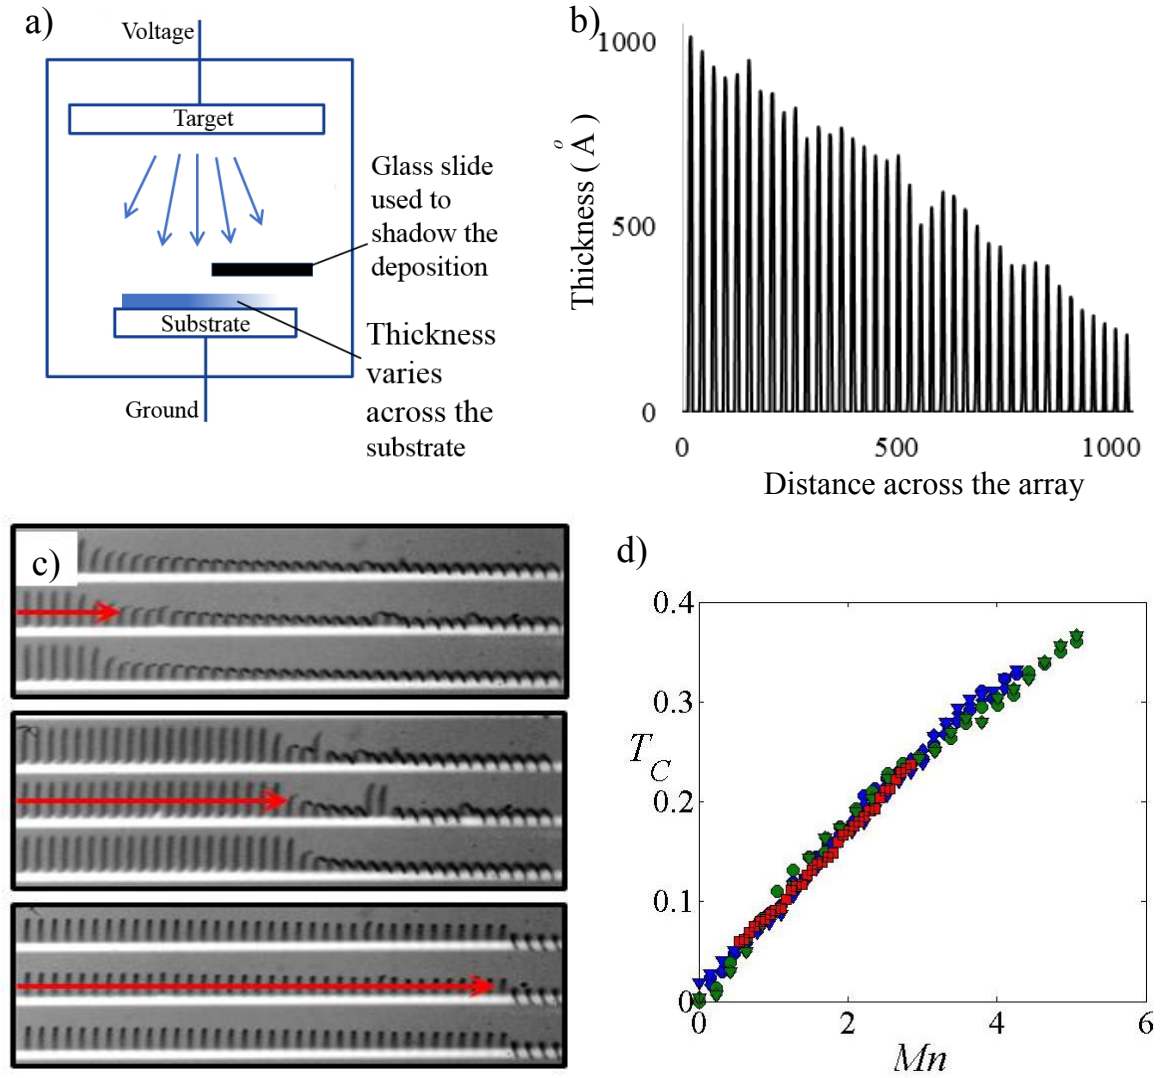 a)
Voltage
Target
Glass slide
used to
shadow the
deposition
Substrate
Thickness
varies
across the
substrate
Ground
b)
1000
500
0
Thickness (Å)
0 500 1000
Distance across the array
c)
d)
0.4
0.3
T_C
0.2
0.1
0
0 2 4 6
Mn